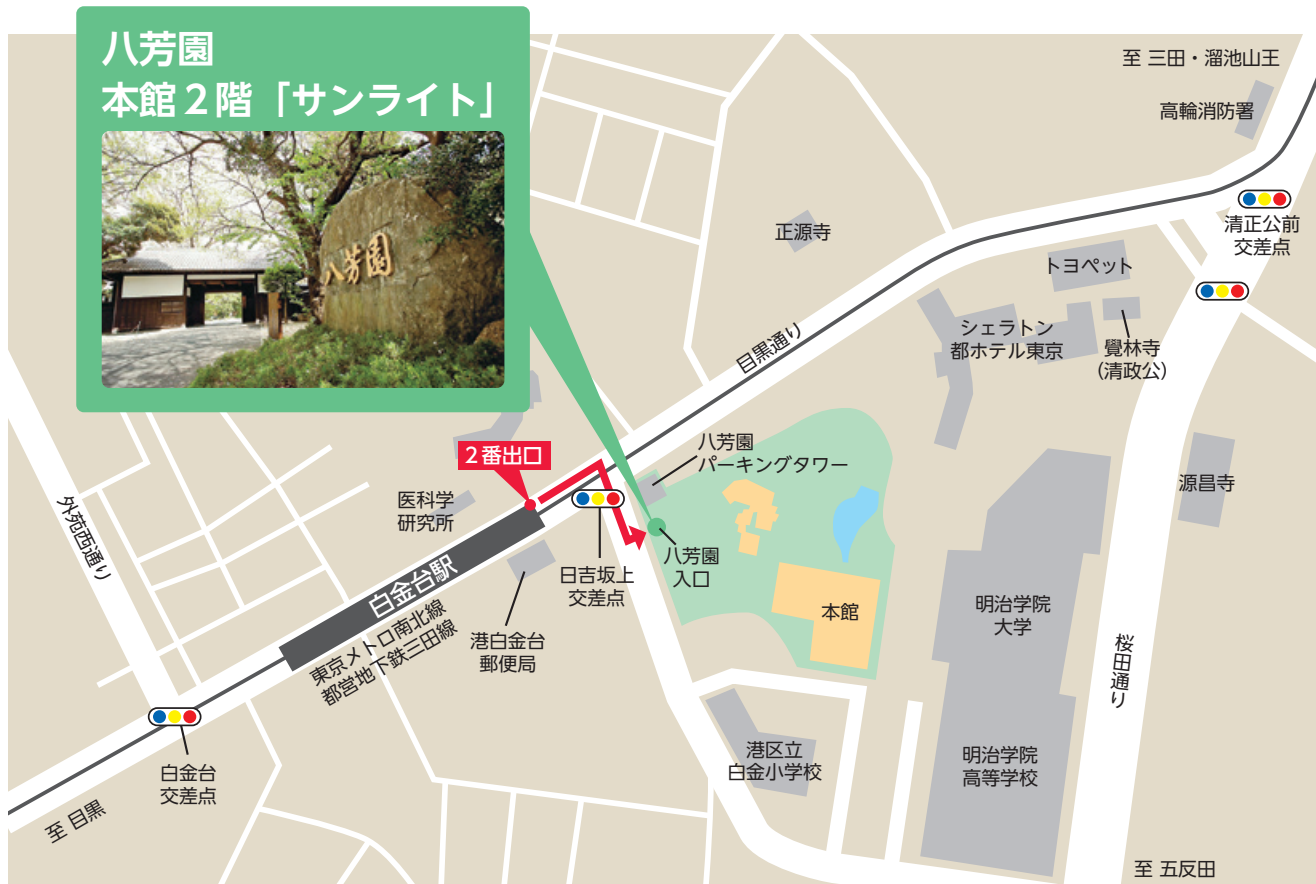 八芳園
本館２階「サンライト」
八芳園
至 三田・溜池山王
高輪消防署
清正公前
交差点
正源寺
トヨペット
シェラトン
都ホテル東京
覺林寺
（清政公）
目黒通り
八芳園
パーキングタワー
２番出口
医科学
研究所
源昌寺
外苑西通り
白金台駅
東京メトロ南北線
都営地下鉄三田線
港白金台
郵便局
日吉坂上
交差点
八芳園
入口
本館
明治学院
大学
桜田通り
港区立
白金小学校
明治学院
高等学校
白金台
交差点
至 目黒
至 五反田